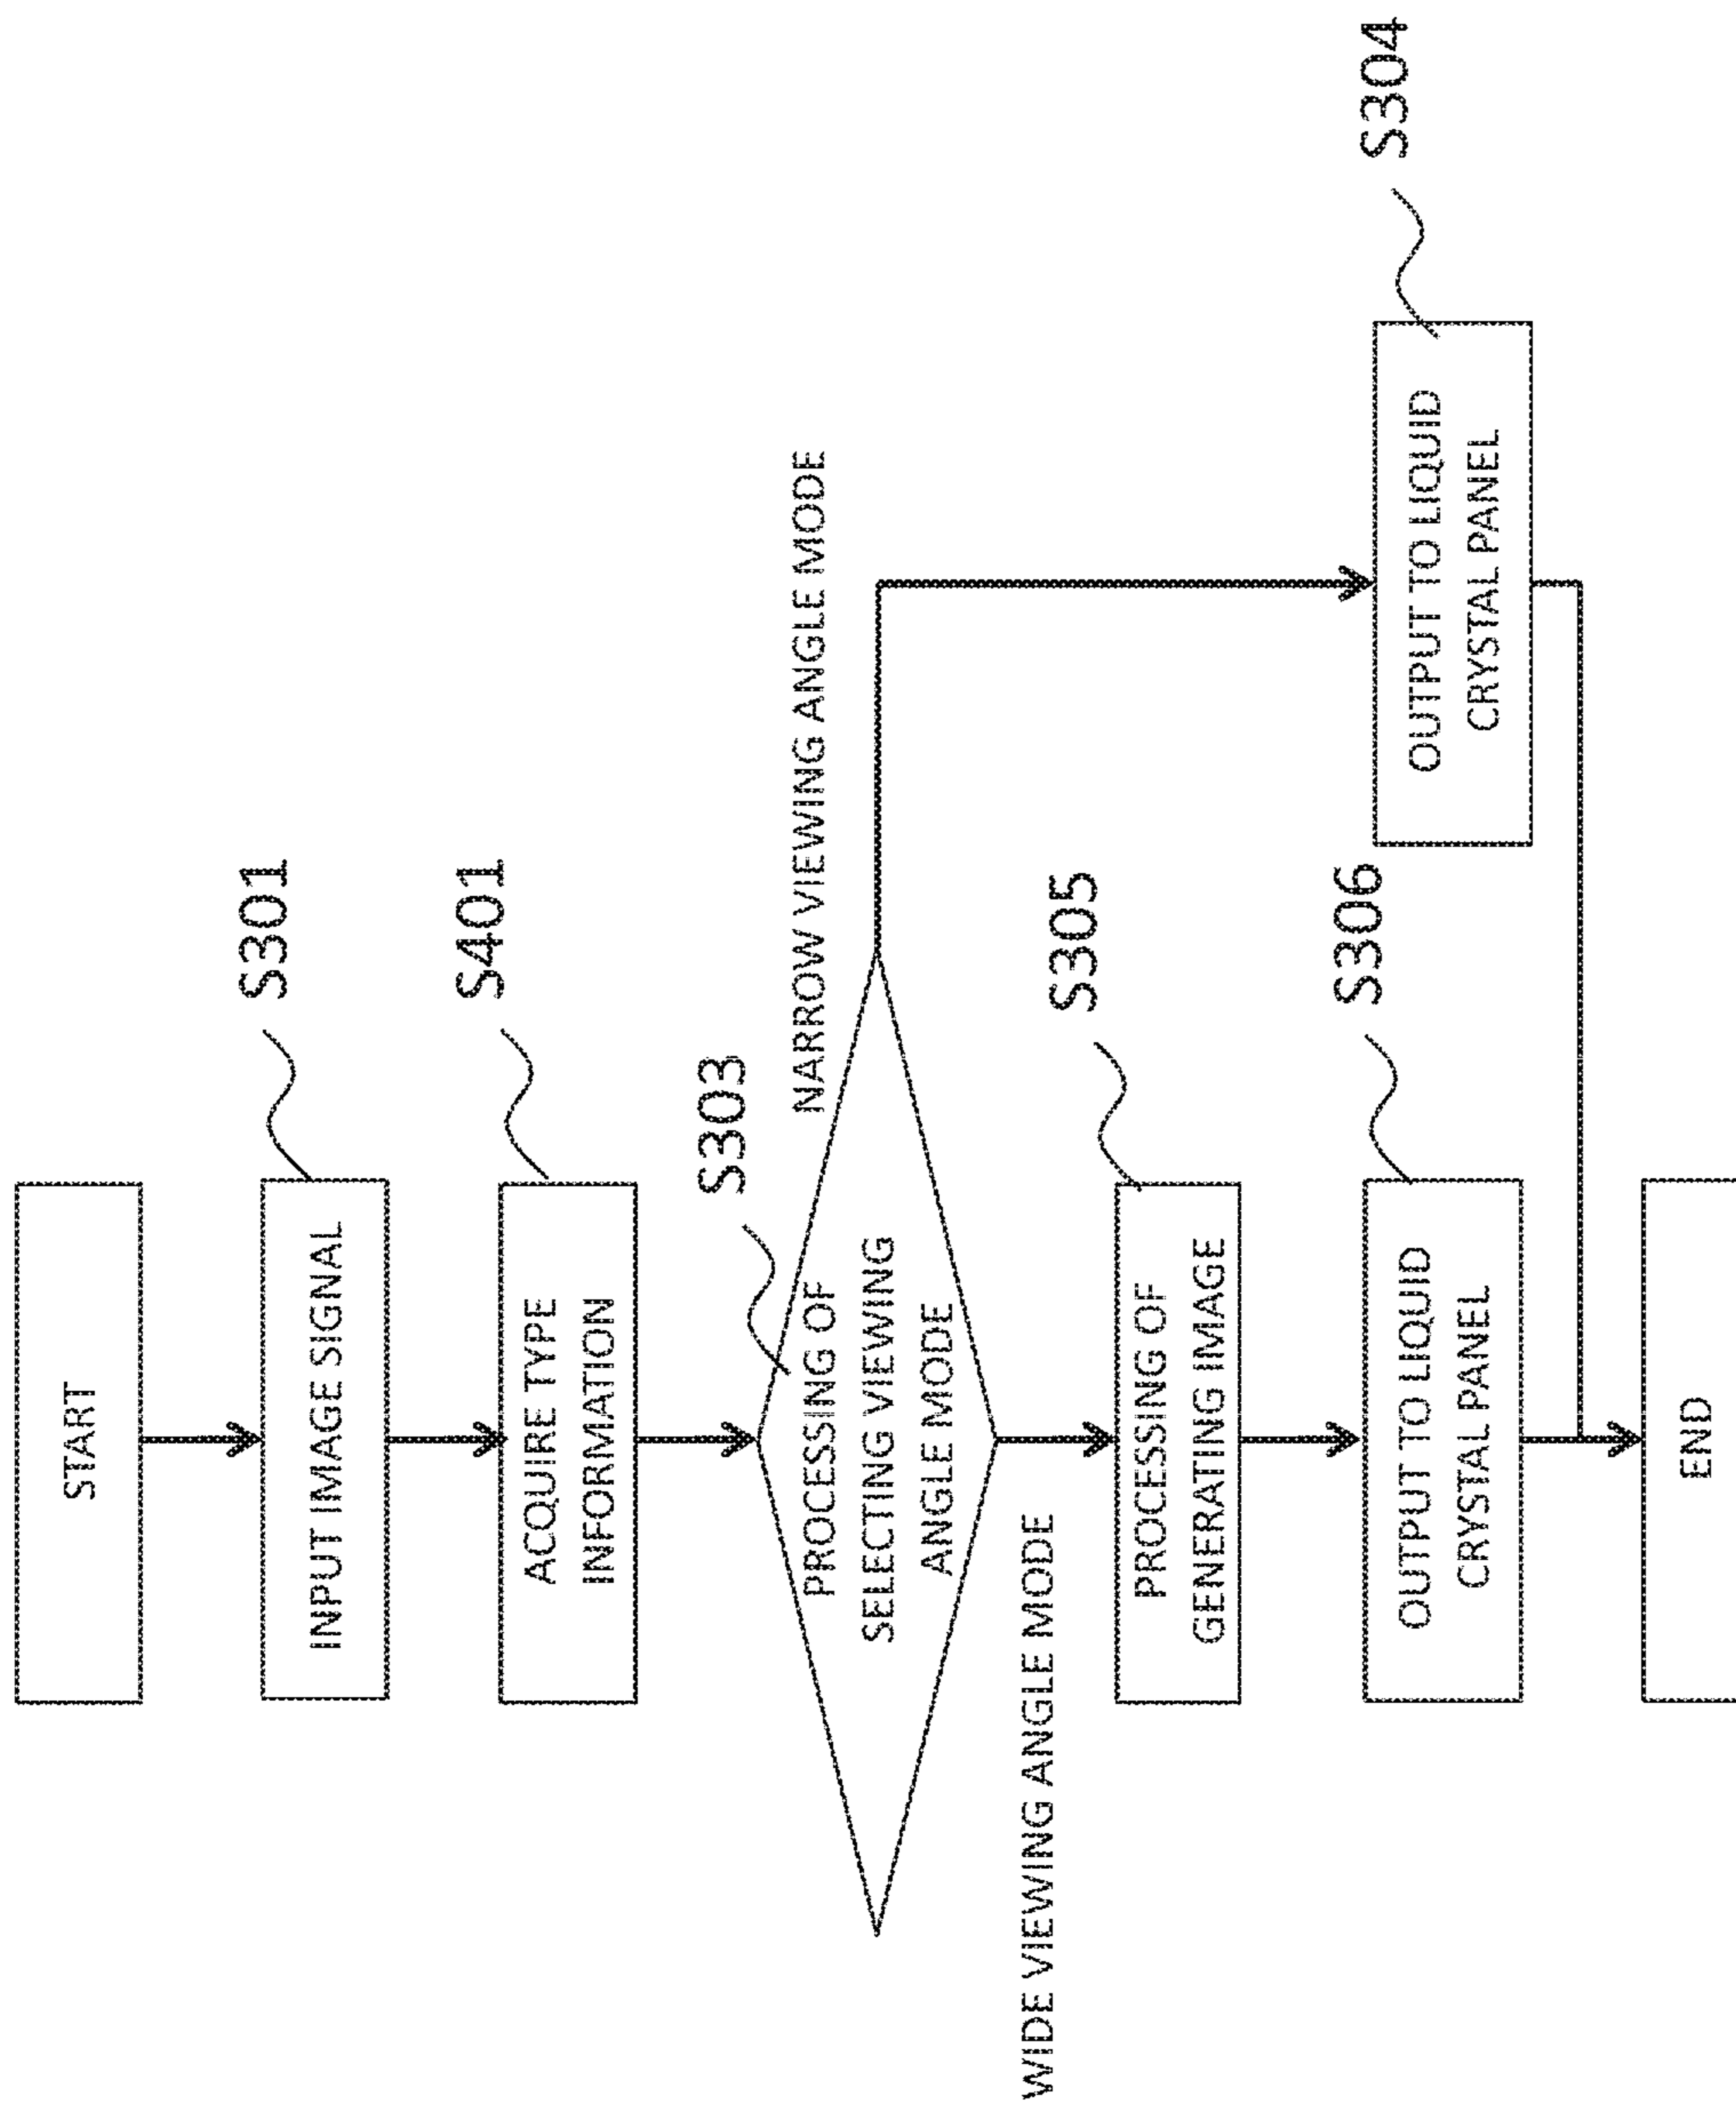 START
S301
INPUT IMAGE SIGNAL
S401
ACQUIRE TYPE
INFORMATION
S303
PROCESSING OF
SELECTING VIEWING
ANGLE MODE
NARROW VIEWING ANGLE MODE
WIDE VIEWING ANGLE MODE
S305
PROCESSING OF
GENERATING IMAGE
S306
OUTPUT TO LIQUID
CRYSTAL PANEL
S304
OUTPUT TO LIQUID
CRYSTAL PANEL
END